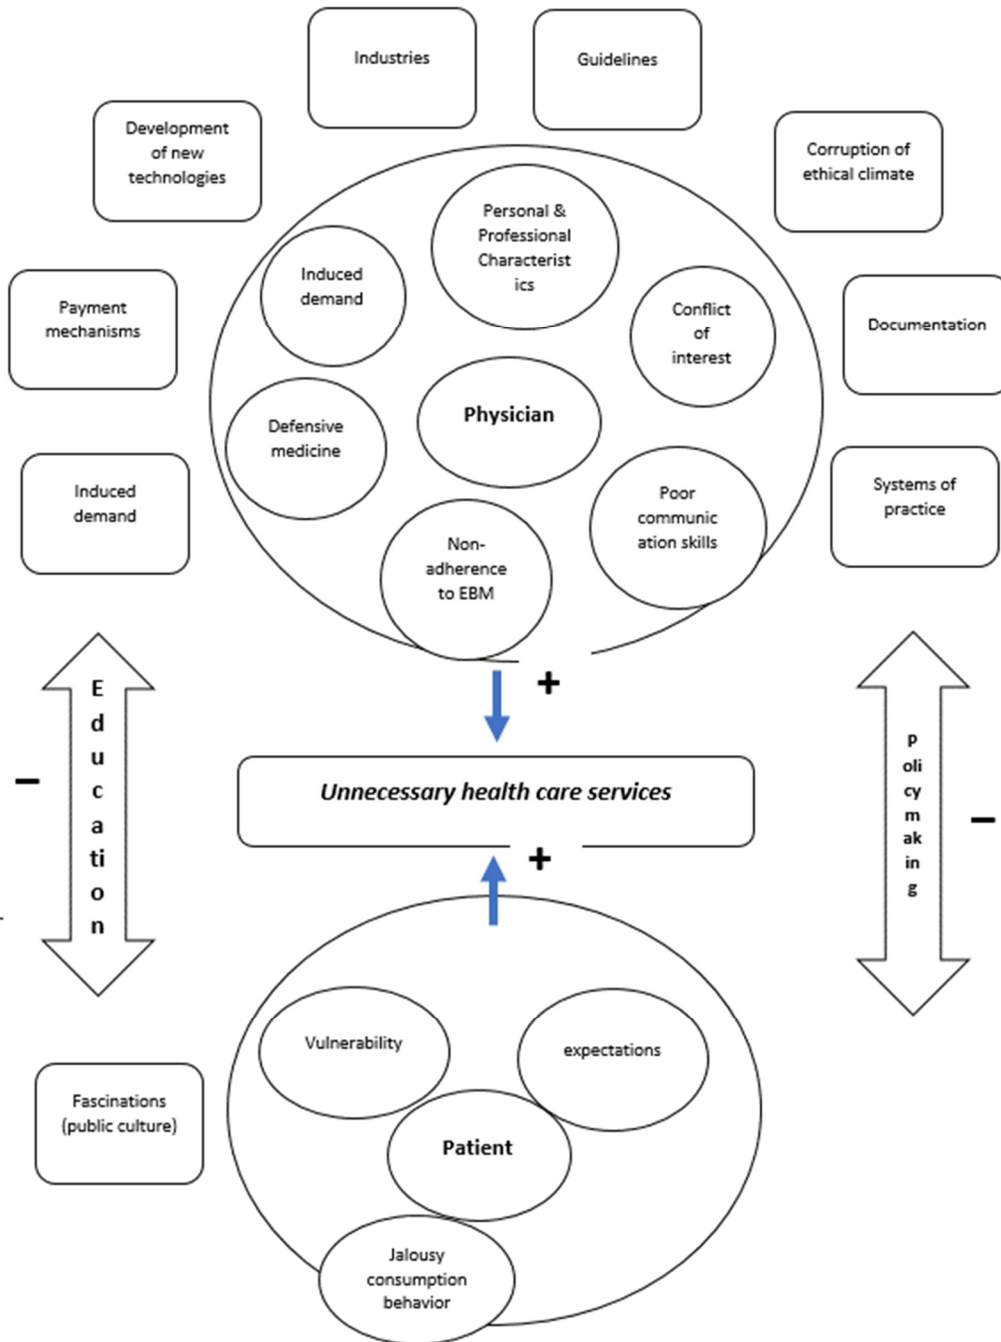 Industries
Guidelines
Development
of new
technologies
Corruption of
ethical climate
Personal &
Professional
Characterist
ics
Induced
demand
Conflict
of
interest
Payment
mechanisms
Documentation
Physician
Defensive
medicine
Induced
demand
Poor
communic
ation skills
Systems of
practice
Non-
adherence
to EBM
+
E
d
u
c
a
ti
o
n
–
Unnecessary health care services
P
oli
cy
m
ak
in
g
–
+
Vulnerability
expectations
Fascinations
(public culture)
Patient
Jalousy
consumption
behavior